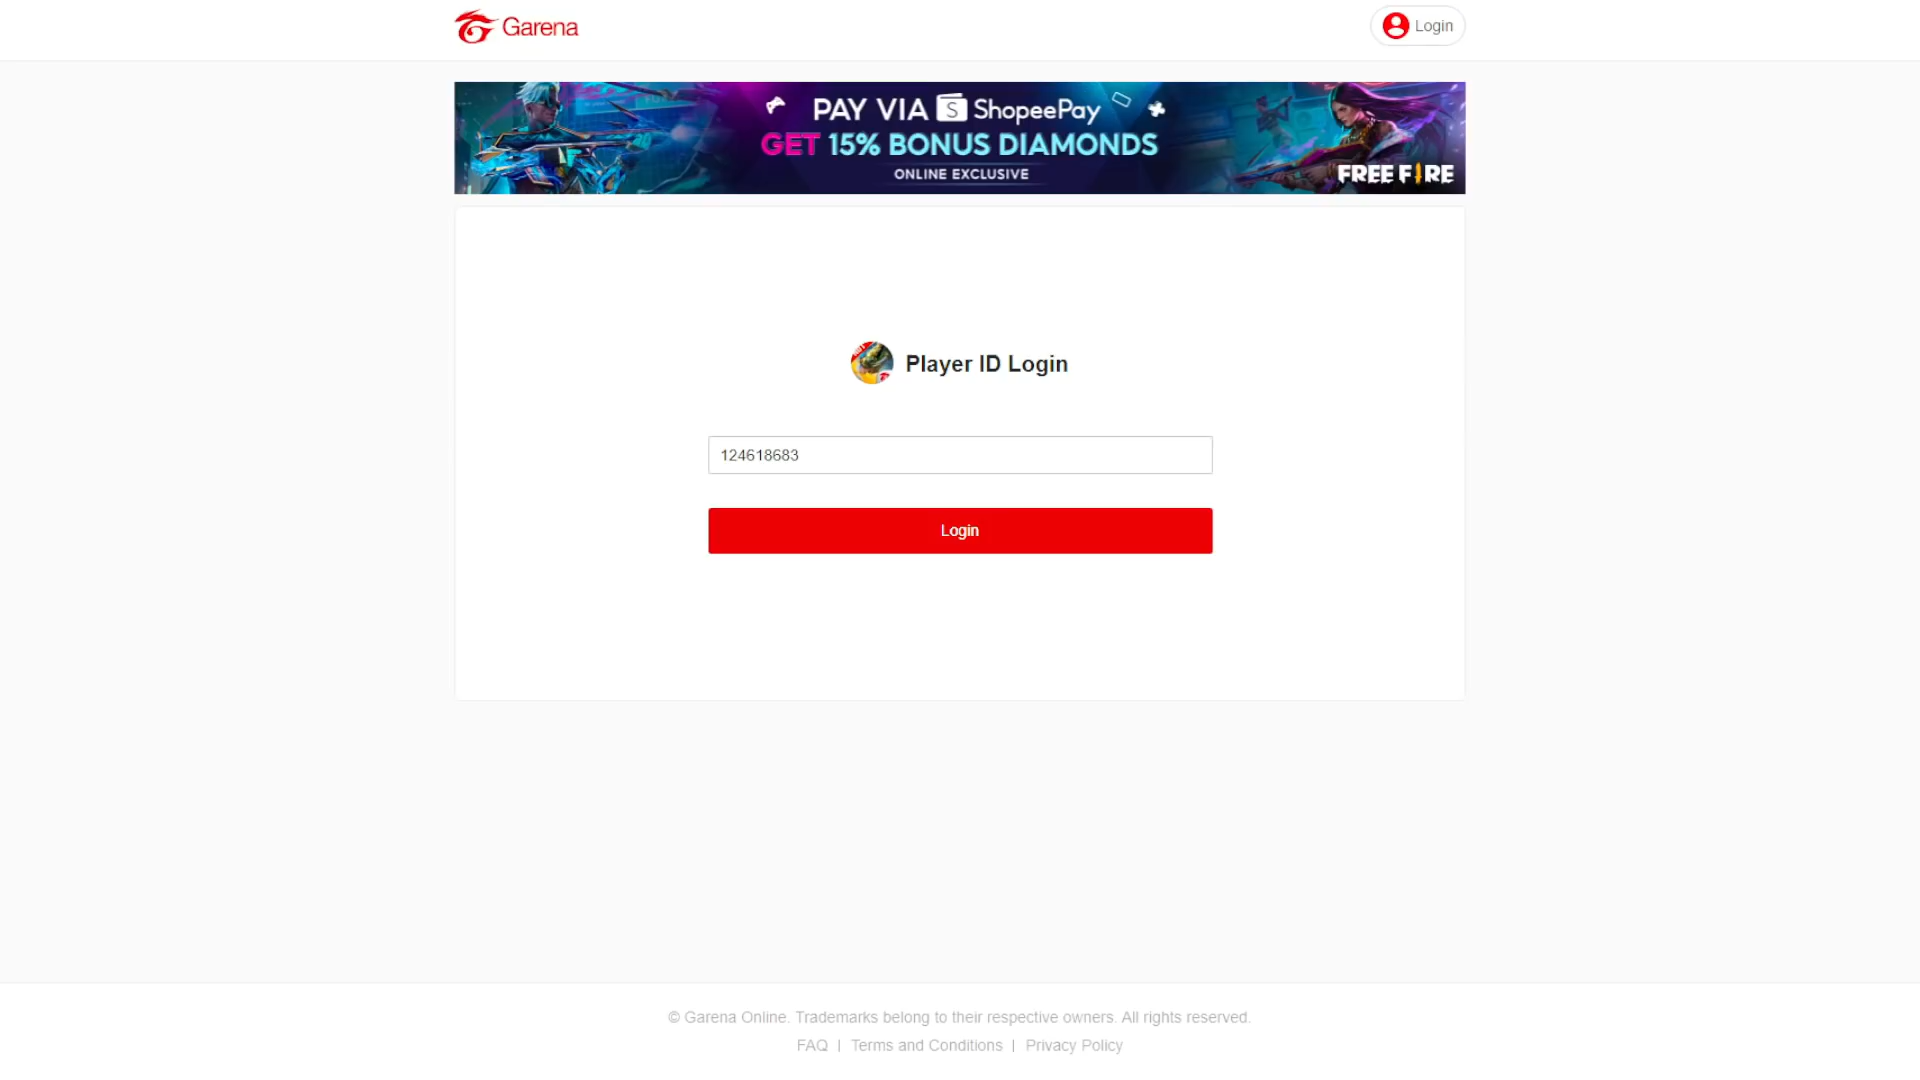 Garena
Login
PAY VIA S ShopeePay
GET 15% BONUS DIAMONDS
ONLINE EXCLUSIVE
FREE FIRE
Player ID Login
124618683
Login
© Garena Online. Trademarks belong to their respective owners. All rights reserved.
FAQ | Terms and Conditions | Privacy Policy